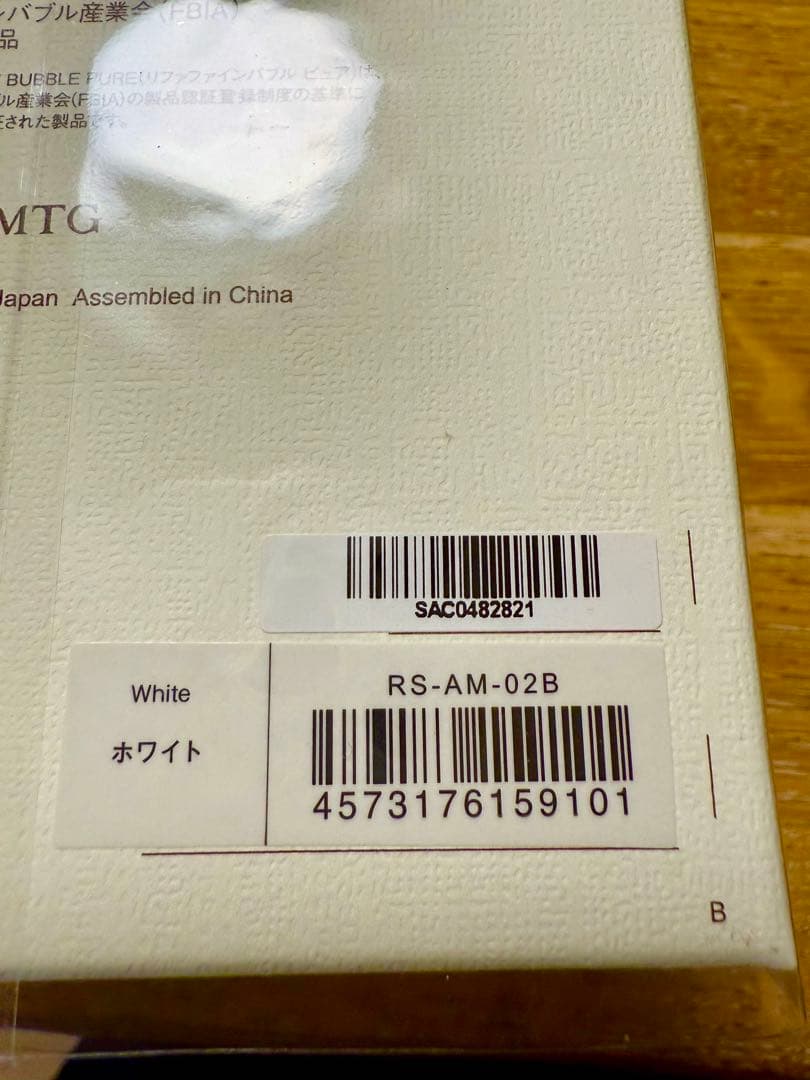 ンバブル産業会(FBIA)
品
BUBBLE PURE(リファファインバブル ピュア)は、
ブル産業会(FBIA)の製品認証登録制度の基準に
された製品です。
MTG
Japan Assembled in China
SAC0482821
White
ホワイト
RS-AM-02B
4573176159101
B